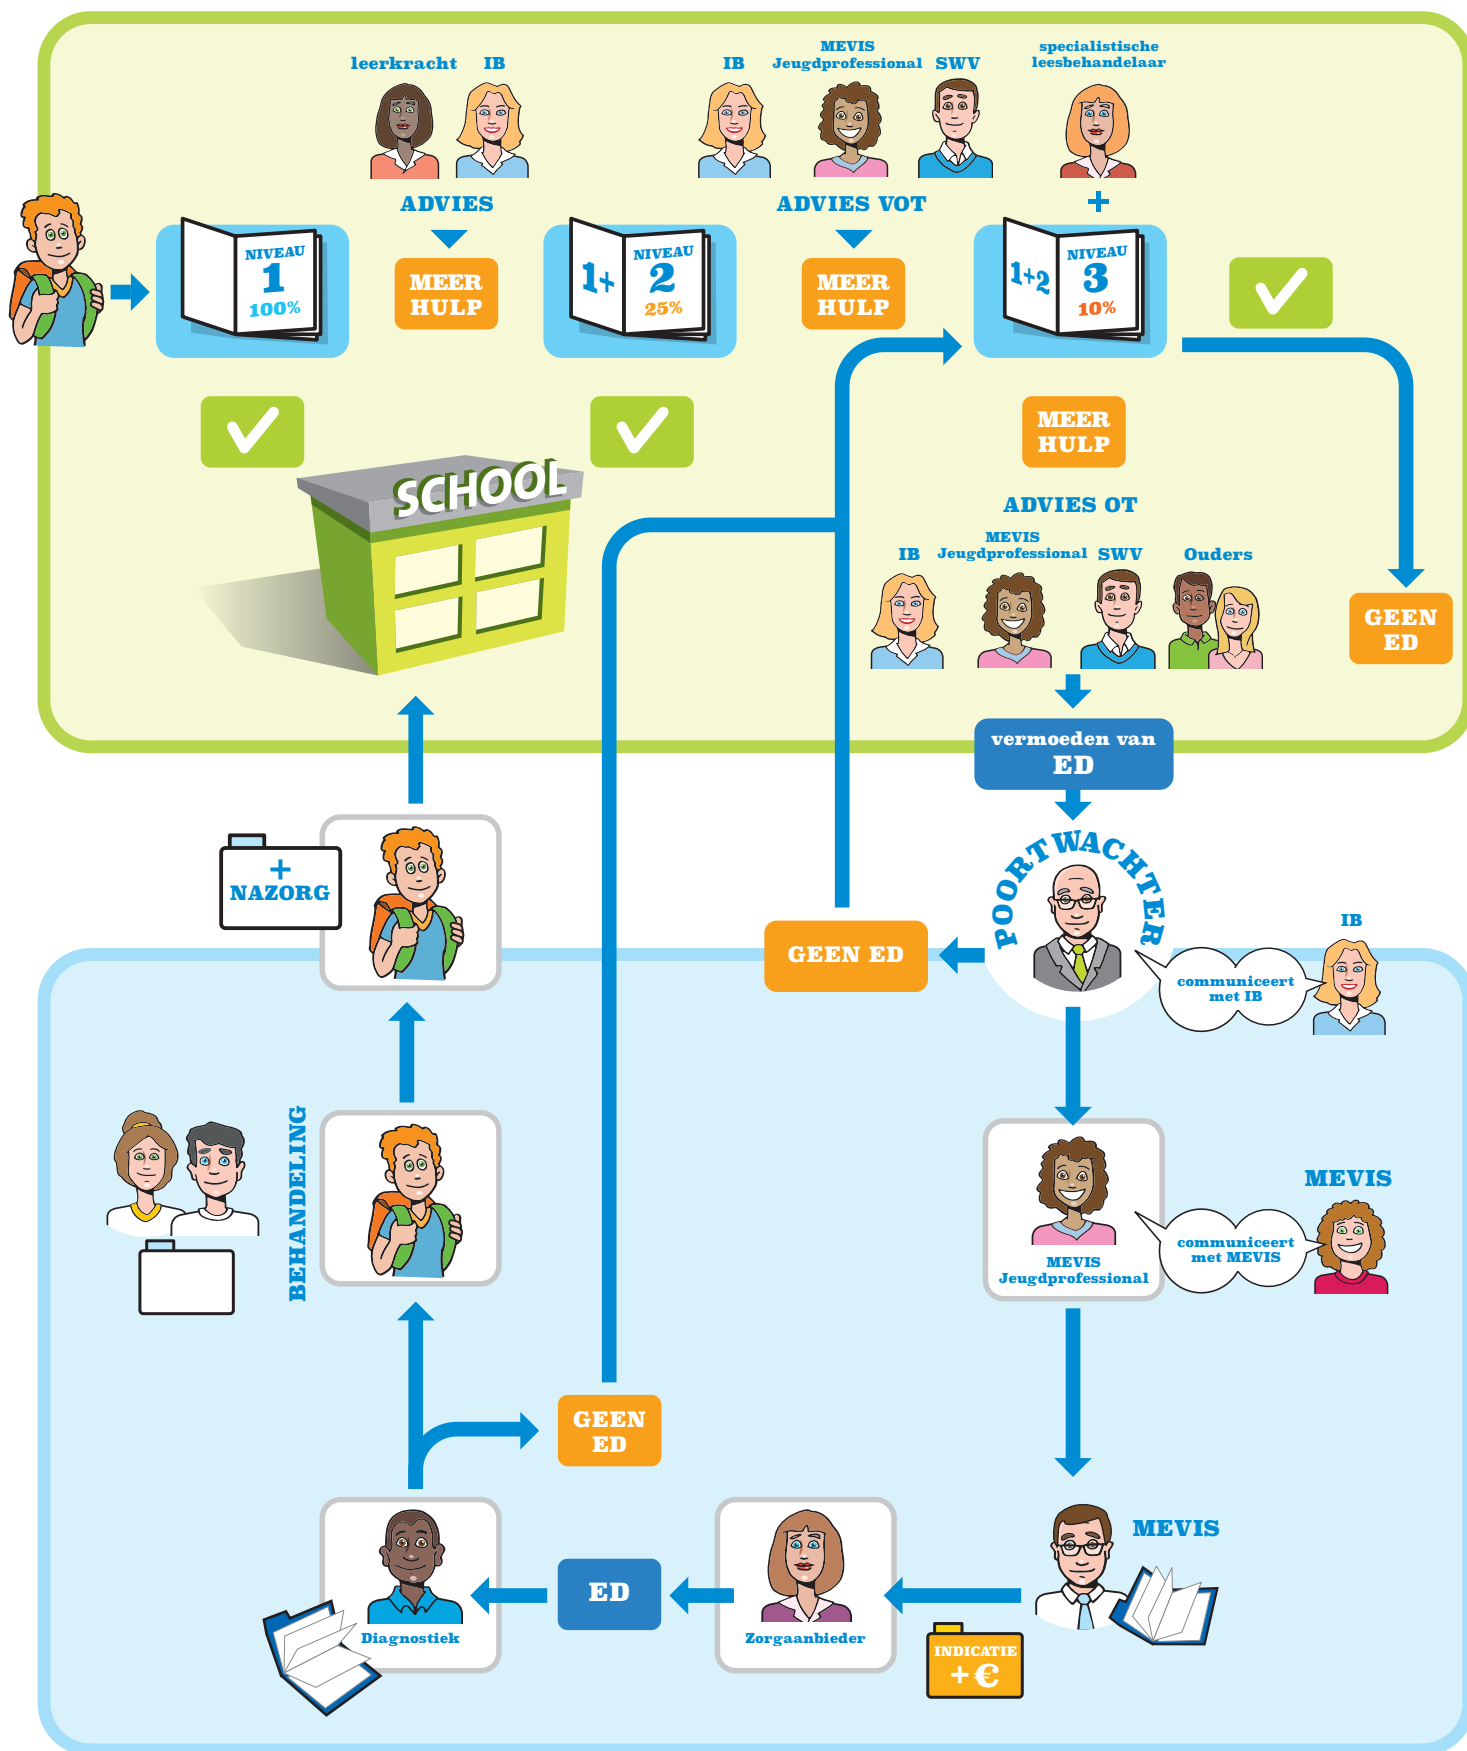 leerkracht
IB
IB
MEVIS
Jeugdprofessional
SWV
specialistische
leesbehandelaar
ADVIES
ADVIES VOT
+
NIVEAU
1
100%
MEER
HULP
1+
NIVEAU
2
25%
MEER
HULP
1+2
NIVEAU
3
10%
MEER
HULP
SCHOOL
ADVIES OT
IB
MEVIS
Jeugdprofessional
SWV
Ouders
GEEN
ED
vermoeden van
ED
POORTWACHTER
+
NAZORG
GEEN ED
IB
communiceert
met IB
BEHANDELING
MEVIS
communiceert
met MEVIS
MEVIS
Jeugdprofessional
GEEN
ED
MEVIS
ED
Diagnostiek
Zorgaanbieder
INDICATIE
+ €